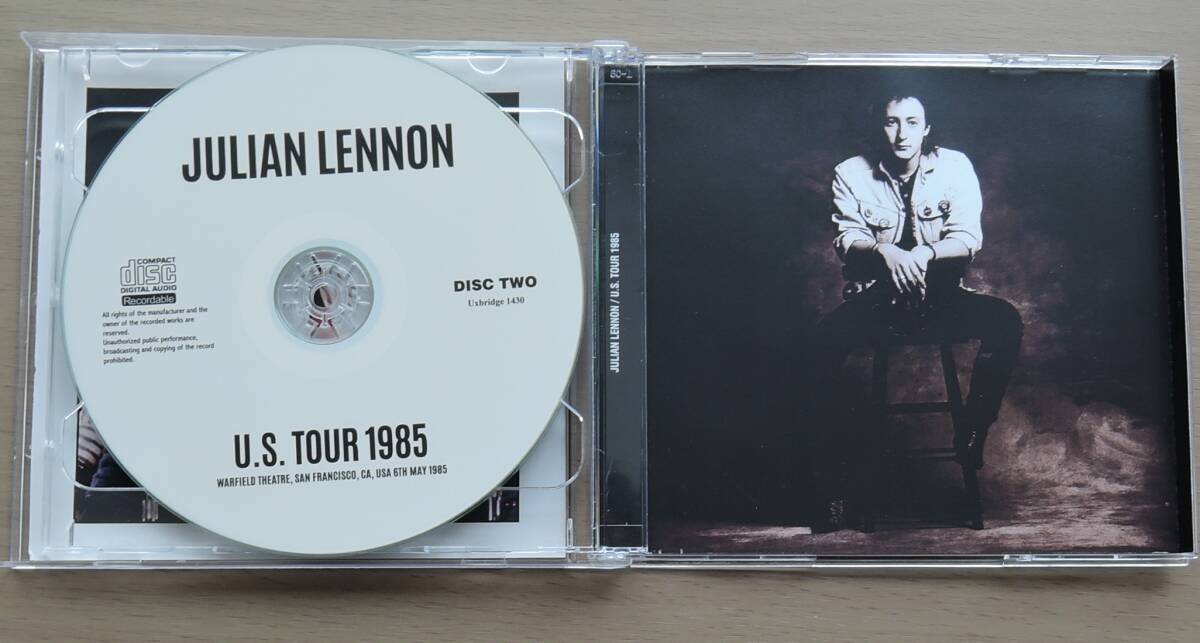 JULIAN LENNON
COMPACT
disc
DIGITAL AUDIO
Recordable
All rights of the manufacturer and the
owner of the recorded works are
reserved.
Unauthorized public performance,
broadcasting and copying of the record
prohibited.
DISC TWO
Uxbridge 1430
U.S. TOUR 1985
WARFIELD THEATRE, SAN FRANCISCO, CA, USA 6TH MAY 1985
JULIAN LENNON / U.S. TOUR 1985